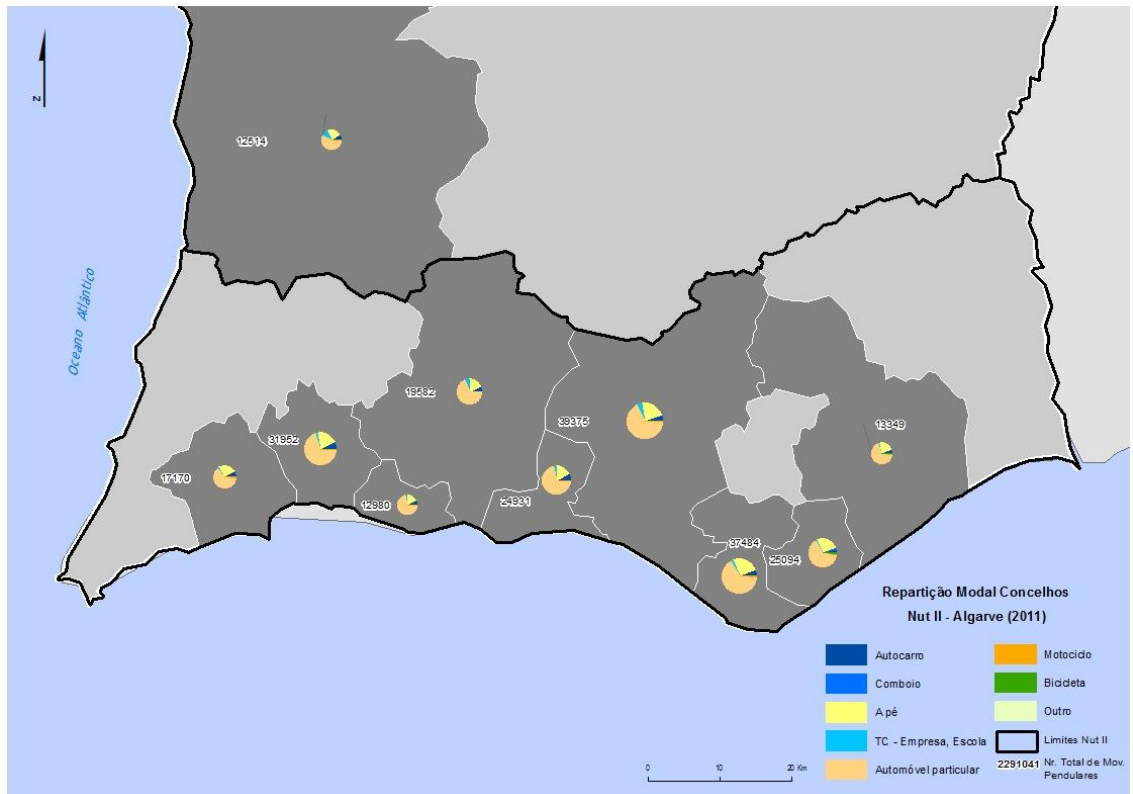 N
12514
Oceano Atlântico
19582
39375
13349
31952
17170
12980
24931
37484
25094
Repartição Modal Concelhos
Nut II - Algarve (2011)
Autocarro
Motociclo
Comboio
Bicicleta
A pé
Outro
TC - Empresa, Escola
Limites Nut II
Automóvel particular
2291041 Nr. Total de Mov.
Pendulares
0 10 20 Km